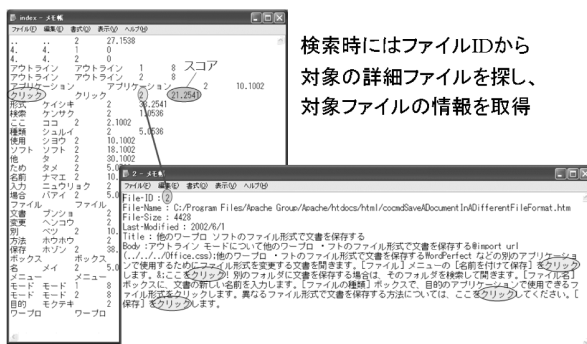 index - メモ帳
ファイル(F) 編集(E) 書式(O) 表示(V) ヘルプ(H)
.. .. 2 27.1538
4. 4. 1 0
4. 4. 2 0
アウトライン アウトライン 1 8
アウトライン アウトライン 2 8
スコア
アプリケーション アプリケーション 2 10.1002
クリック クリック 2 21.2541
形式 ケイシキ 2 38.2541
検索 ケンサク 2 1.0536
ここ ココ 2 2.1002
種類 シュルイ 2 5.0536
使用 シヨウ 2 10.1002
ソフト ソフト 2 18.1002
他 タ 2 30.1002
ため タメ 2
名前 ナマエ 2
入力 ニュウリョク 2
場合 バアイ 2
ファイル ファイル
文書 ブンショ 2
変更 ヘンコウ 2
別 ベツ 2
方法 ホウホウ 2
保存 ホゾン 2
ボックス ボックス
名 メイ 2
メニュー メニュー
モード モード 1 8
モード モード 2 8
目的 モクテキ 2
ワープロ ワープロ
検索時にはファイルIDから
対象の詳細ファイルを探し、
対象ファイルの情報を取得
2 - メモ帳
ファイル(F) 編集(E) 書式(O) 表示(V) ヘルプ(H)
File-ID : 2
File-Name : C:/Program Files/Apache Group/Apache/htdocs/html/cocmdSaveADocumentInADifferentFileFormat.htm
File-Size : 4428
Last-Modified : 2002/6/1
Title : 他のワープロ ソフトのファイル形式で文書を保存する
Body :アウトライン モードについて他のワープロ ・フトのファイル形式で文書を保存する@import url
(../../../Office.css);他のワープロ ・フトのファイル形式で文書を保存するWordPerfect などの別のアプリケーショ
ンで使用するためにファイル形式を変更する文書を開きます。[ファイル] メニューの [名前を付けて保存] をクリック
します。&;ここをクリック! 別のフォルダに文書を保存する場合は、そのフォルダを検索して開きます。[ファイル名]
ボックスに、文書の新しい名前を入力します。[ファイルの種類] ボックスで、目的のアプリケーションで使用できるフ
ァイル形式をクリックします。異なるファイル形式で文書を保存する方法については、ここをクリックしてください。[
保存] をクリックします。